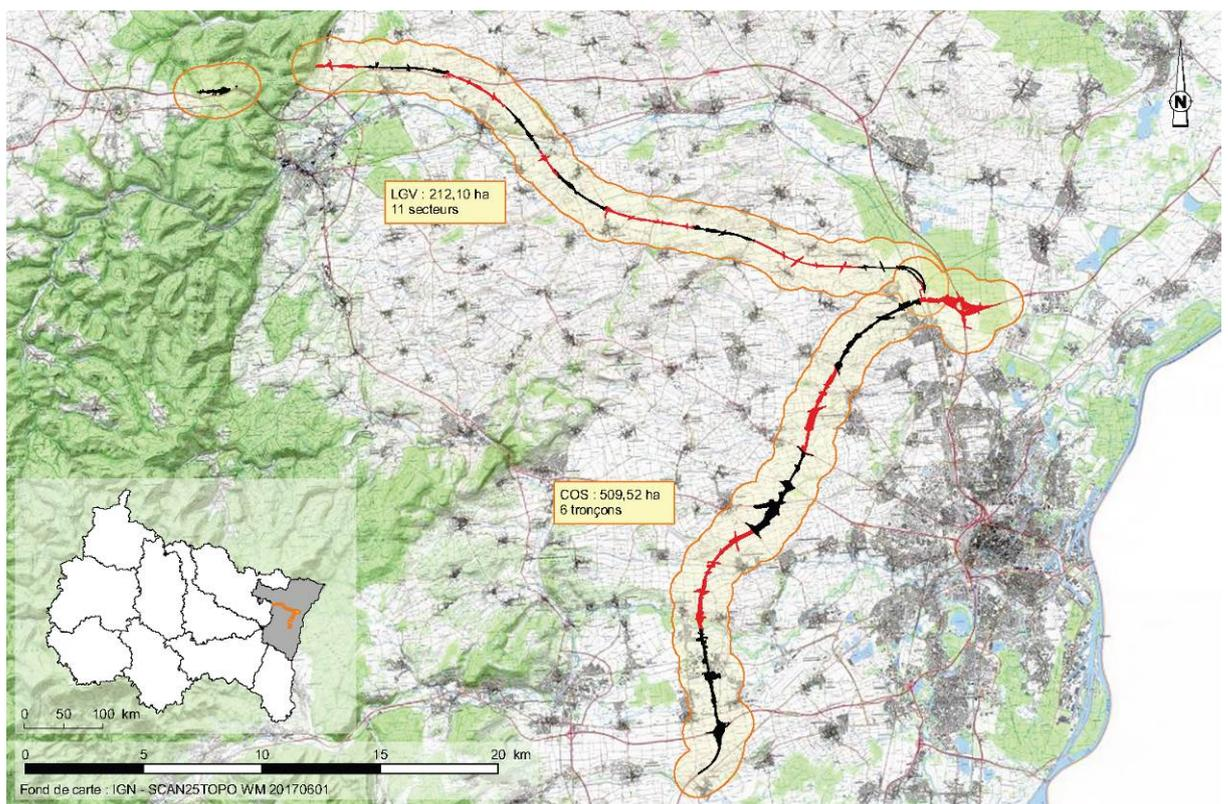 N
LGV : 212,10 ha
11 secteurs
COS : 509,52 ha
6 tronçons
0 50 100 km
0 5 10 15 20 km
Fond de carte : IGN - SCAN25TOPO WM 20170601